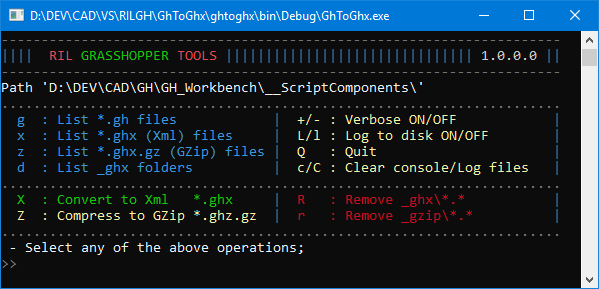 D:\DEV\CAD\VS\RILGH\GhToGhx\ghtoghx\bin\Debug\GhToGhx.exe
---------------------------------------------------------------------
||||  RIL GRASSHOPPER TOOLS ||||||||||||||||||||||||||||||| 1.0.0.0 ||
---------------------------------------------------------------------
Path 'D:\DEV\CAD\GH\GH_Workbench\__ScriptComponents\'
.....................................................................
  g  : List *.gh files            |  +/- : Verbose ON/OFF            |
  x  : List *.ghx (Xml) files     |  L/l : Log to disk ON/OFF        |
  z  : List *.ghx.gz (GZip) files |  Q   : Quit                      |
  d  : List _ghx folders          |  c/C : Clear console/Log files   |
.....................................................................
  X  : Convert to Xml   *.ghx     |  R   : Remove _ghx\*.*           |
  Z  : Compress to GZip *.ghz.gz  |  r   : Remove _gzip\*.*          |
.....................................................................
 - Select any of the above operations;
>>